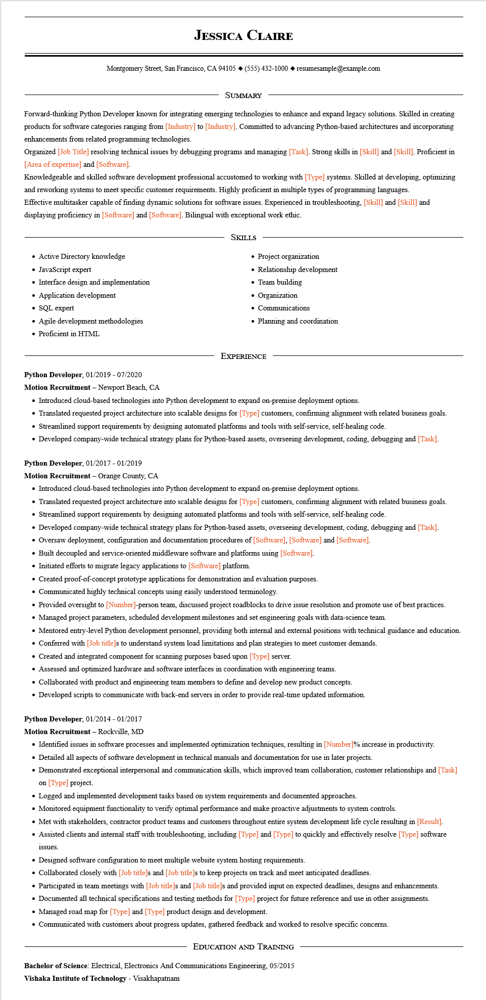 Jessica Claire
Montgomery Street, San Francisco, CA 94105 ◆ (555) 432-1000 ◆ resumesample@example.com
Summary
Forward-thinking Python Developer known for integrating emerging technologies to enhance and expand legacy solutions. Skilled in creating
products for software categories ranging from [Industry] to [Industry]. Committed to advancing Python-based architectures and incorporating
enhancements from related programming technologies.
Organized [Job Title] resolving technical issues by debugging programs and managing [Task]. Strong skills in [Skill] and [Skill]. Proficient in
[Area of expertise] and [Software].
Knowledgeable and skilled software development professional accustomed to working with [Type] systems. Skilled at developing, optimizing
and reworking systems to meet specific customer requirements. Highly proficient in multiple types of programming languages.
Effective multitasker capable of finding dynamic solutions for software issues. Experienced in troubleshooting, [Skill] and [Skill] and
displaying proficiency in [Software] and [Software]. Bilingual with exceptional work ethic.
Skills
• Active Directory knowledge
• JavaScript expert
• Interface design and implementation
• Application development
• SQL expert
• Agile development methodologies
• Proficient in HTML
• Project organization
• Relationship development
• Team building
• Organization
• Communications
• Planning and coordination
Experience
Python Developer, 01/2019 - 07/2020
Motion Recruitment – Newport Beach, CA
• Introduced cloud-based technologies into Python development to expand on-premise deployment options.
• Translated requested project architecture into scalable designs for [Type] customers, confirming alignment with related business goals.
• Streamlined support requirements by designing automated platforms and tools with self-service, self-healing code.
• Developed company-wide technical strategy plans for Python-based assets, overseeing development, coding, debugging and [Task].
Python Developer, 01/2017 - 01/2019
Motion Recruitment – Orange County, CA
• Introduced cloud-based technologies into Python development to expand on-premise deployment options.
• Translated requested project architecture into scalable designs for [Type] customers, confirming alignment with related business goals.
• Streamlined support requirements by designing automated platforms and tools with self-service, self-healing code.
• Developed company-wide technical strategy plans for Python-based assets, overseeing development, coding, debugging and [Task].
• Oversaw deployment, configuration and documentation procedures of [Software], [Software] and [Software].
• Built decoupled and service-oriented middleware software and platforms using [Software].
• Initiated efforts to migrate legacy applications to [Software] platform.
• Created proof-of-concept prototype applications for demonstration and evaluation purposes.
• Communicated highly technical concepts using easily understood terminology.
• Provided oversight to [Number]-person team, discussed project roadblocks to drive issue resolution and promote use of best practices.
• Managed project parameters, scheduled development milestones and set engineering goals with data-science team.
• Mentored entry-level Python development personnel, providing both internal and external positions with technical guidance and education.
• Conferred with [Job title]s to understand system load limitations and plan strategies to meet customer demands.
• Created and integrated component for scanning purposes based upon [Type] server.
• Assessed and optimized hardware and software interfaces in coordination with engineering teams.
• Collaborated with product and engineering team members to define and develop new product concepts.
• Developed scripts to communicate with back-end servers in order to provide real-time updated information.
Python Developer, 01/2014 - 01/2017
Motion Recruitment – Rockville, MD
• Identified issues in software processes and implemented optimization techniques, resulting in [Number]% increase in productivity.
• Detailed all aspects of software development in technical manuals and documentation for use in later projects.
• Demonstrated exceptional interpersonal and communication skills, which improved team collaboration, customer relationships and [Task]
on [Type] project.
• Logged and implemented development tasks based on system requirements and documented approaches.
• Monitored equipment functionality to verify optimal performance and make proactive adjustments to system controls.
• Met with stakeholders, contractor product teams and customers throughout entire system development life cycle resulting in [Result].
• Assisted clients and internal staff with troubleshooting, including [Type] and [Type] to quickly and effectively resolve [Type] software
issues.
• Designed software configuration to meet multiple website system hosting requirements.
• Collaborated closely with [Job title]s and [Job title]s to keep projects on track and meet anticipated deadlines.
• Participated in team meetings with [Job title]s and [Job title]s and provided input on expected deadlines, designs and enhancements.
• Documented all technical specifications and testing methods for [Type] project for future reference and use in other assignments.
• Managed road map for [Type] and [Type] product design and development.
• Communicated with customers about progress updates, gathered feedback and worked to resolve specific concerns.
Education and Training
Bachelor of Science: Electrical, Electronics And Communications Engineering, 05/2015
Vishaka Institute of Technology - Visakhapatnam